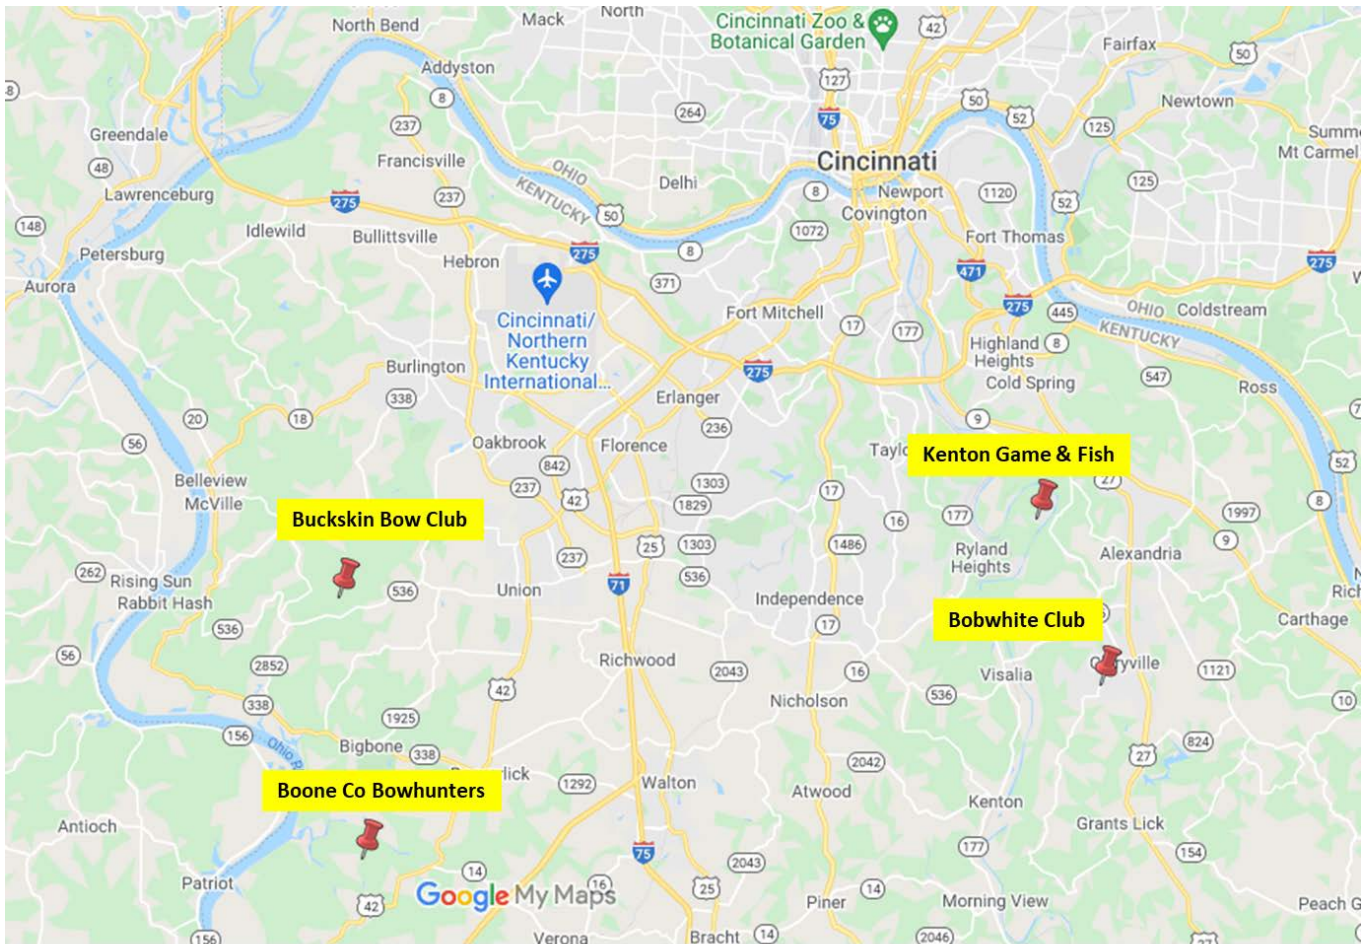 North Bend
Mack
North
Cincinnati Zoo &
Botanical Garden
42
Fairfax
50
Addyston
8
127
264
75
50
52
Newtown
Greendale
237
125
Summ
Mt Carmel
48
Francisville
OHIO
KENTUCKY
Delhi
Cincinnati
Newport
Covington
1120
125
52
Lawrenceburg
275
237
50
8
1072
148
Idlewild
Bullittsville
Fort Thomas
Petersburg
Hebron
275
8
471
275
Aurora
371
275
445
OHIO
KENTUCKY
Coldstream
Cincinnati/
Northern
Kentucky
International...
Fort Mitchell
17
177
Highland
Heights
8
Burlington
338
275
Cold Spring
547
Ross
Erlanger
20
18
236
9
56
Oakbrook
Florence
Taylo
Kenton Game & Fish
52
842
27
Belleview
McVille
237
42
1303
1829
17
8
Buckskin Bow Club
16
177
1997
9
25
1303
1486
Ryland
Heights
Alexandria
237
262
Rising Sun
Rabbit Hash
536
Union
71
536
Independence
Bobwhite Club
Carthage
536
17
56
2852
Richwood
2043
16
Visalia
1121
42
Nicholson
536
10
338
1925
156
Bigbone
338
27
824
Ohio R
2042
Boone Co Bowhunters
1292
Walton
Atwood
Kenton
Antioch
Grants Lick
75
2043
177
154
Patriot
14
14
42
Google My Maps
16
25
Piner
Morning View
Peach G
156
Verona
Bracht
14
2046
27